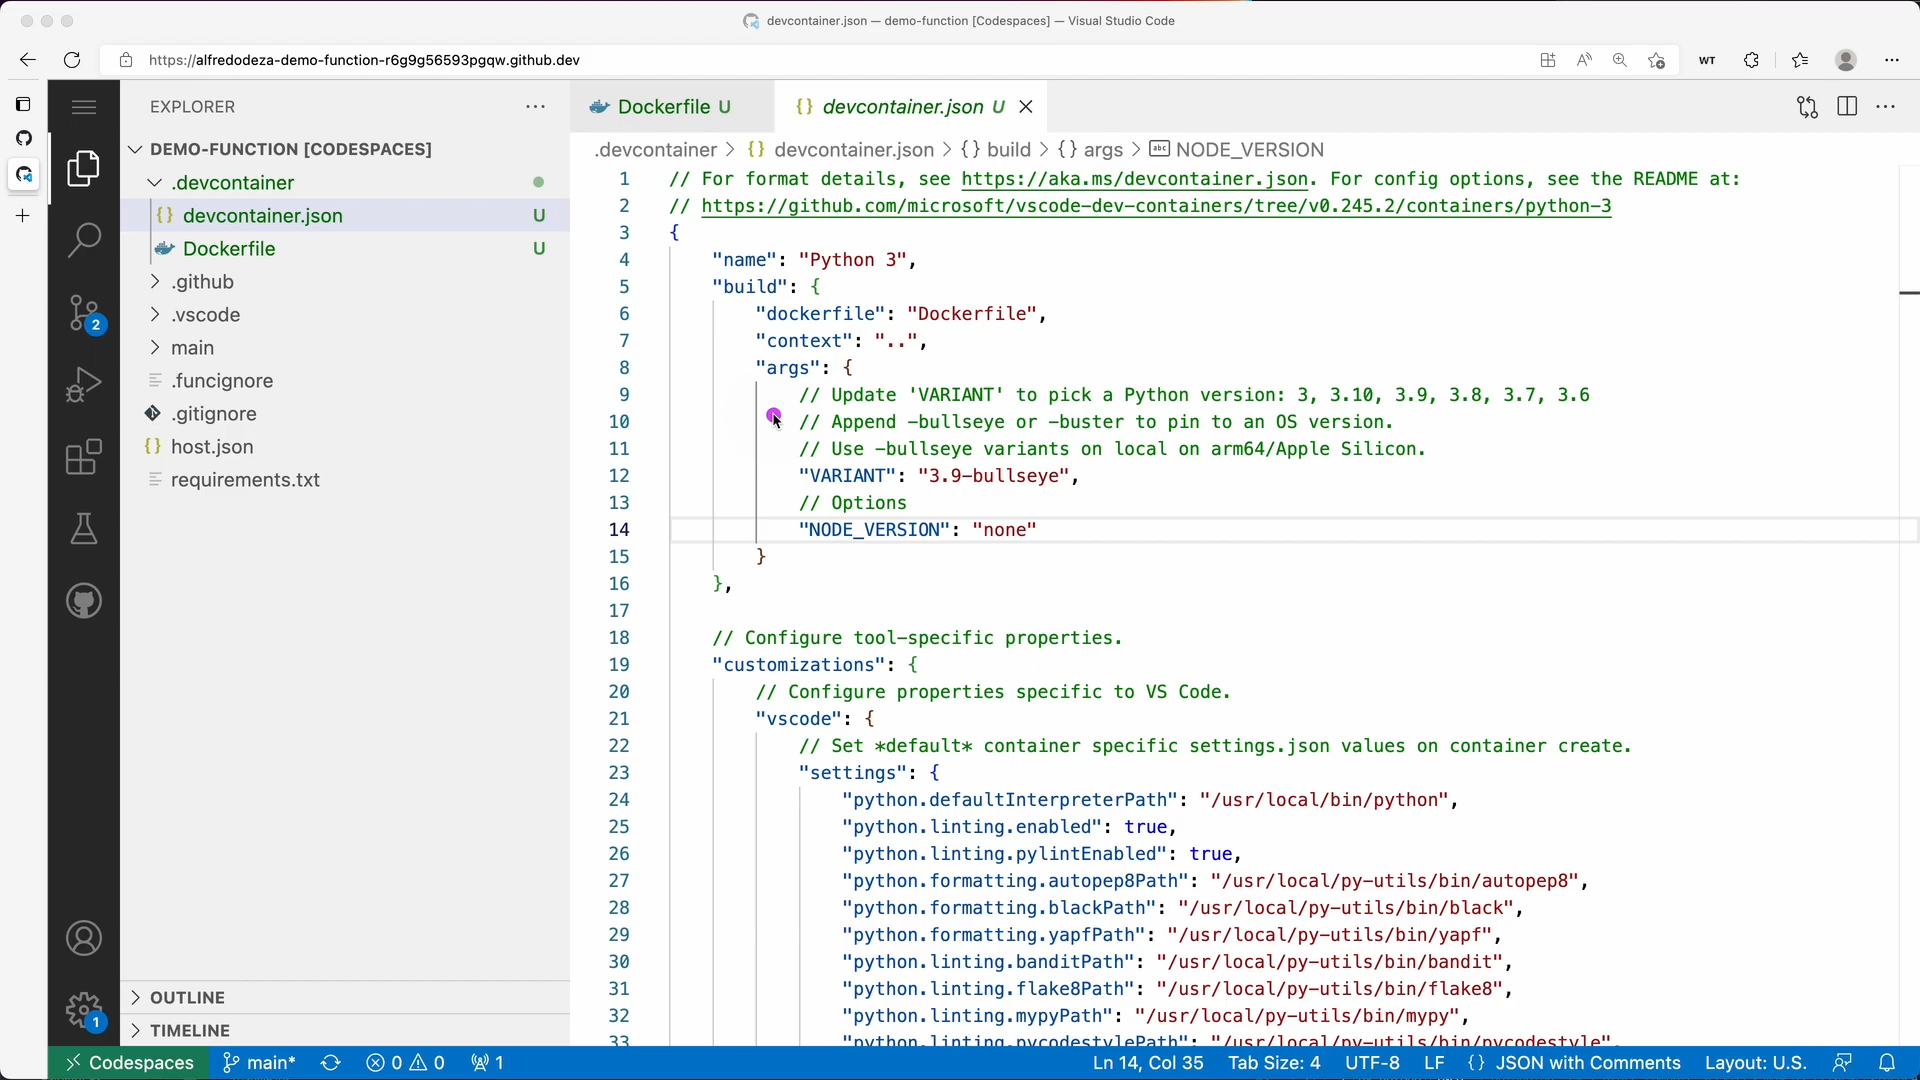 devcontainer.json — demo-function [Codespaces] — Visual Studio Code
https://alfredodeza-demo-function-r6g9g56593pgqw.github.dev
WT
EXPLORER
DEMO-FUNCTION [CODESPACES]
.devcontainer
{} devcontainer.json U
Dockerfile U
.github
.vscode
main
.funcignore
.gitignore
{} host.json
requirements.txt
OUTLINE
TIMELINE
2
1
Dockerfile U
{} devcontainer.json U
.devcontainer > {} devcontainer.json > {} build > {} args > abc NODE_VERSION
1 // For format details, see https://aka.ms/devcontainer.json. For config options, see the README at:
2 // https://github.com/microsoft/vscode-dev-containers/tree/v0.245.2/containers/python-3
3 {
4 "name": "Python 3",
5 "build": {
6 "dockerfile": "Dockerfile",
7 "context": "..",
8 "args": {
9 // Update 'VARIANT' to pick a Python version: 3, 3.10, 3.9, 3.8, 3.7, 3.6
10 // Append -bullseye or -buster to pin to an OS version.
11 // Use -bullseye variants on local on arm64/Apple Silicon.
12 "VARIANT": "3.9-bullseye",
13 // Options
14 "NODE_VERSION": "none"
15 }
16 },
17
18 // Configure tool-specific properties.
19 "customizations": {
20 // Configure properties specific to VS Code.
21 "vscode": {
22 // Set *default* container specific settings.json values on container create.
23 "settings": {
24 "python.defaultInterpreterPath": "/usr/local/bin/python",
25 "python.linting.enabled": true,
26 "python.linting.pylintEnabled": true,
27 "python.formatting.autopep8Path": "/usr/local/py-utils/bin/autopep8",
28 "python.formatting.blackPath": "/usr/local/py-utils/bin/black",
29 "python.formatting.yapfPath": "/usr/local/py-utils/bin/yapf",
30 "python.linting.banditPath": "/usr/local/py-utils/bin/bandit",
31 "python.linting.flake8Path": "/usr/local/py-utils/bin/flake8",
32 "python.linting.mypyPath": "/usr/local/py-utils/bin/mypy",
33 "python.linting.pycodestylePath": "/usr/local/py-utils/bin/pycodestyle",
Codespaces main* 0 0 1 Ln 14, Col 35 Tab Size: 4 UTF-8 LF {} JSON with Comments Layout: U.S.